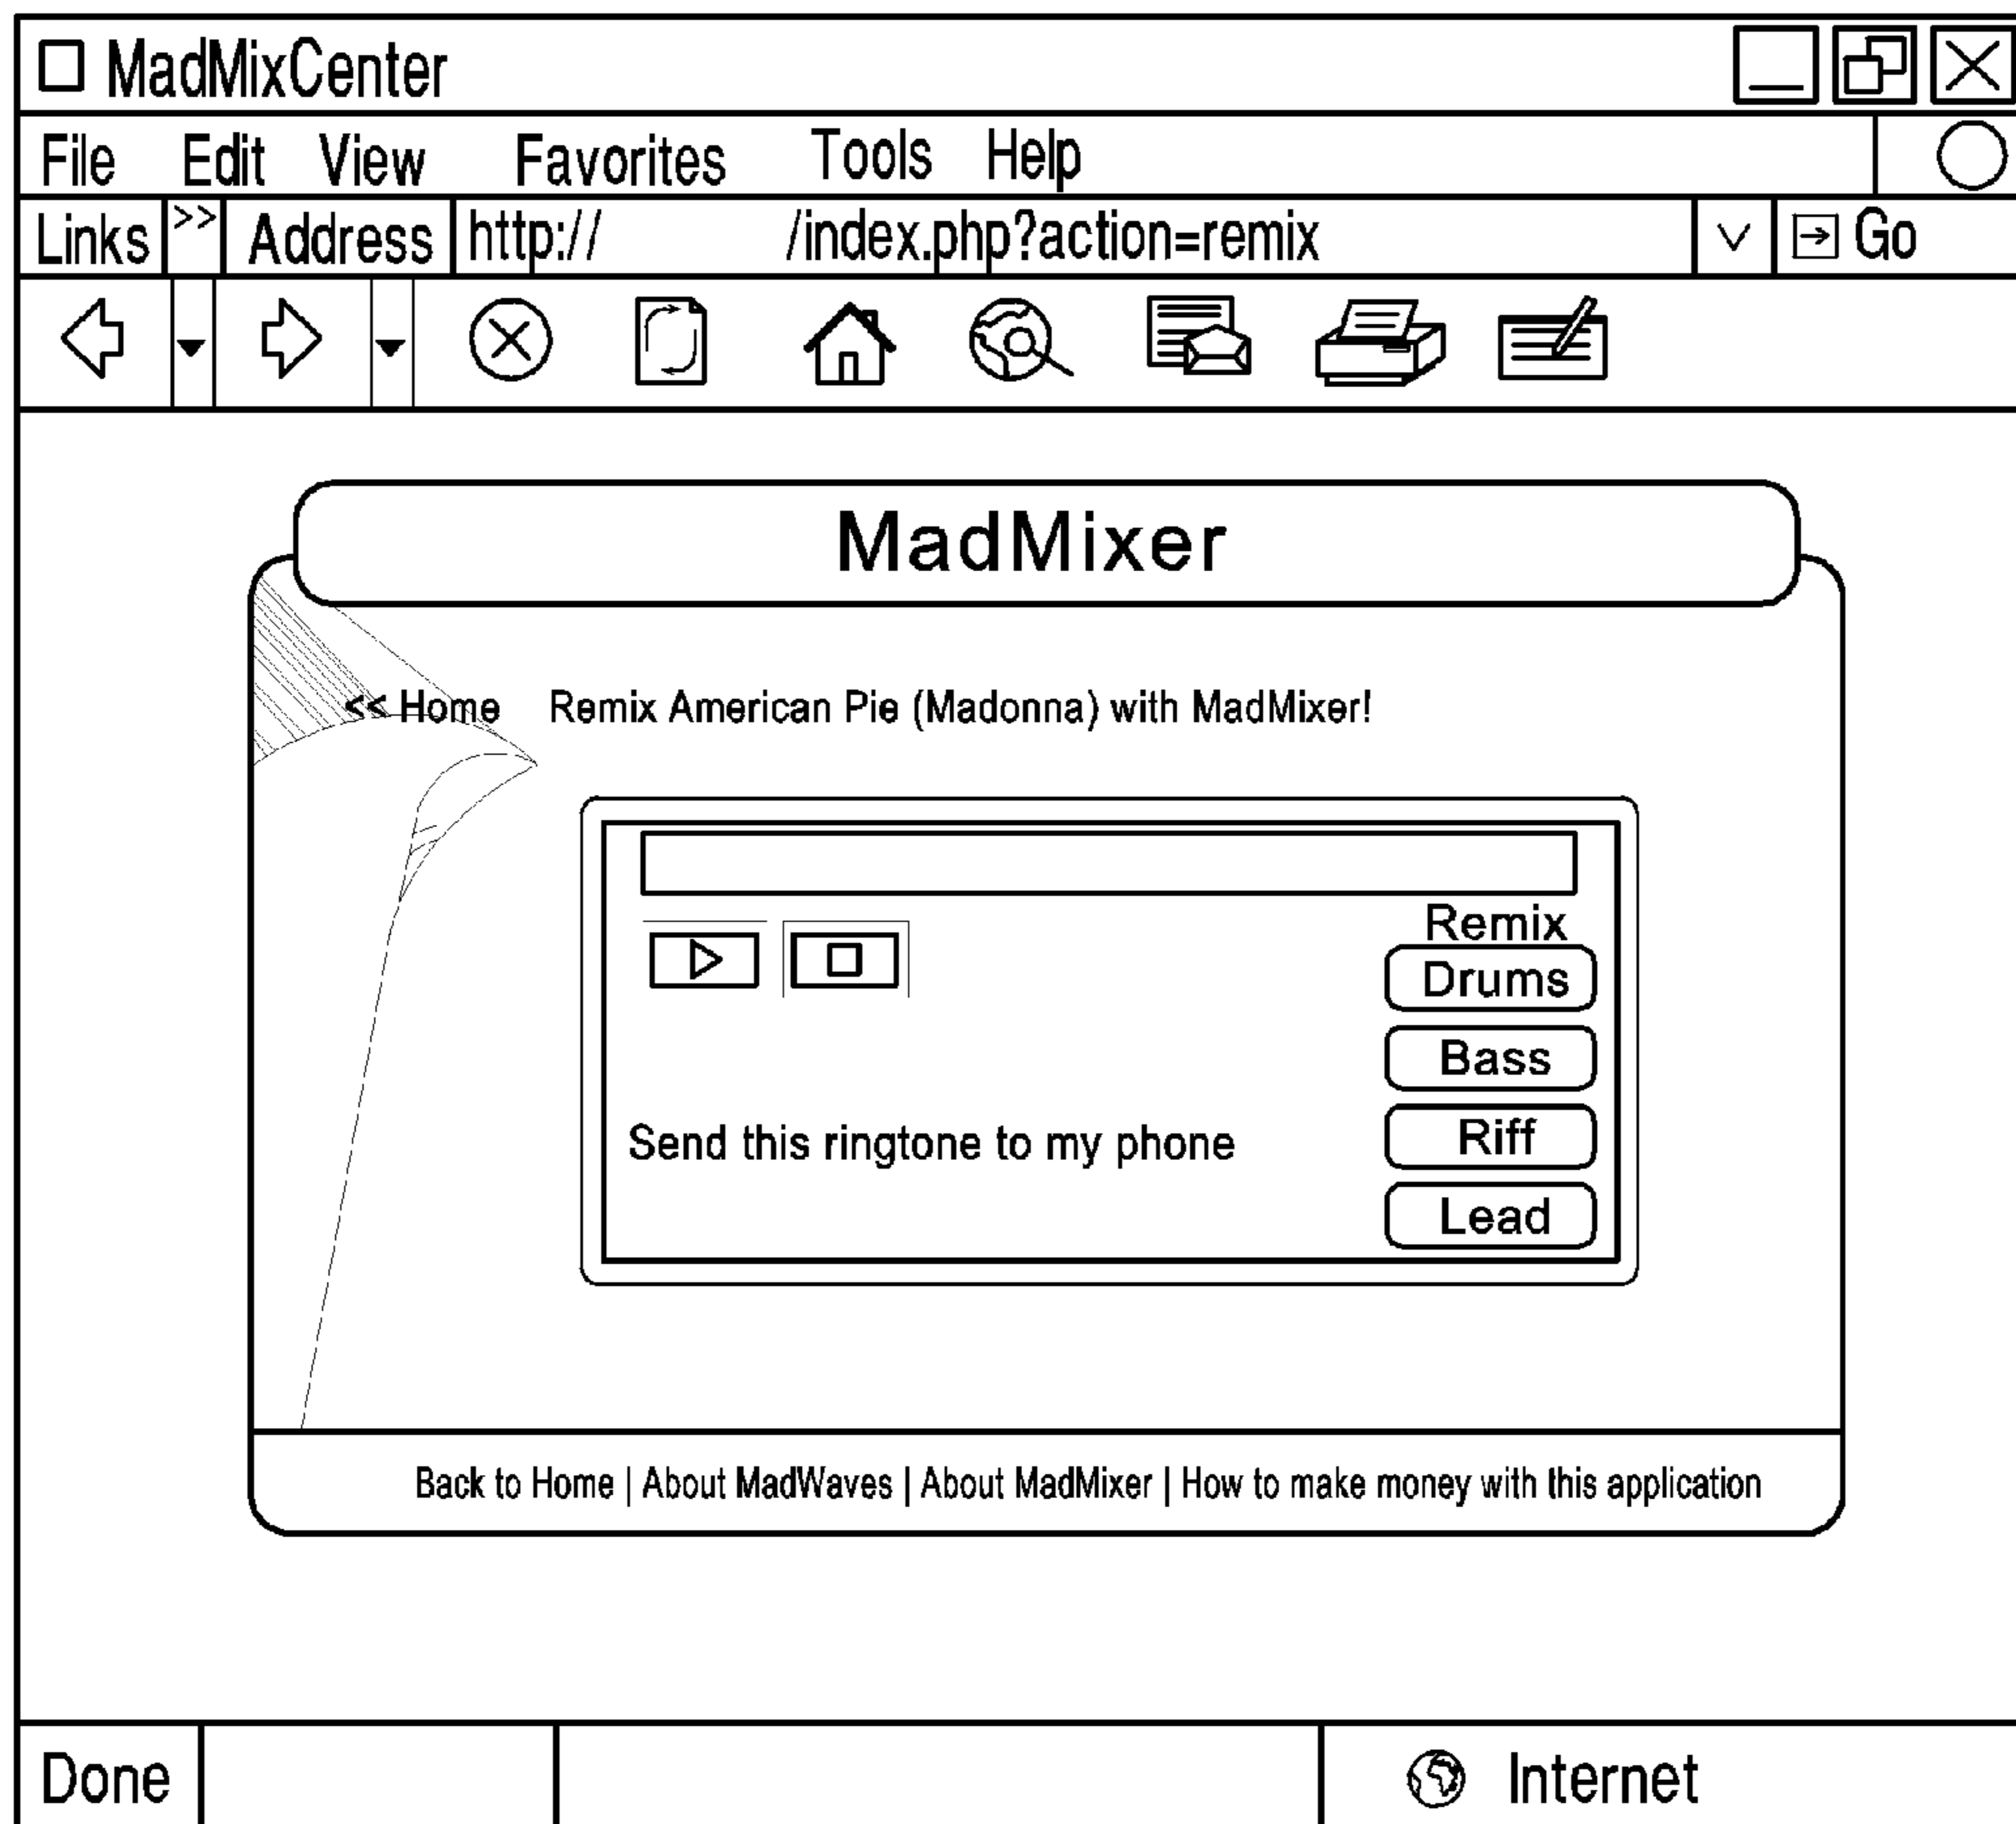 MadMixCenter
File Edit View Favorites Tools Help
Links >> Address http:// /index.php?action=remix Go
MadMixer
<< Home Remix American Pie (Madonna) with MadMixer!
Remix
Drums
Bass
Riff
Send this ringtone to my phone
Lead
Back to Home | About MadWaves | About MadMixer | How to make money with this application
Done Internet